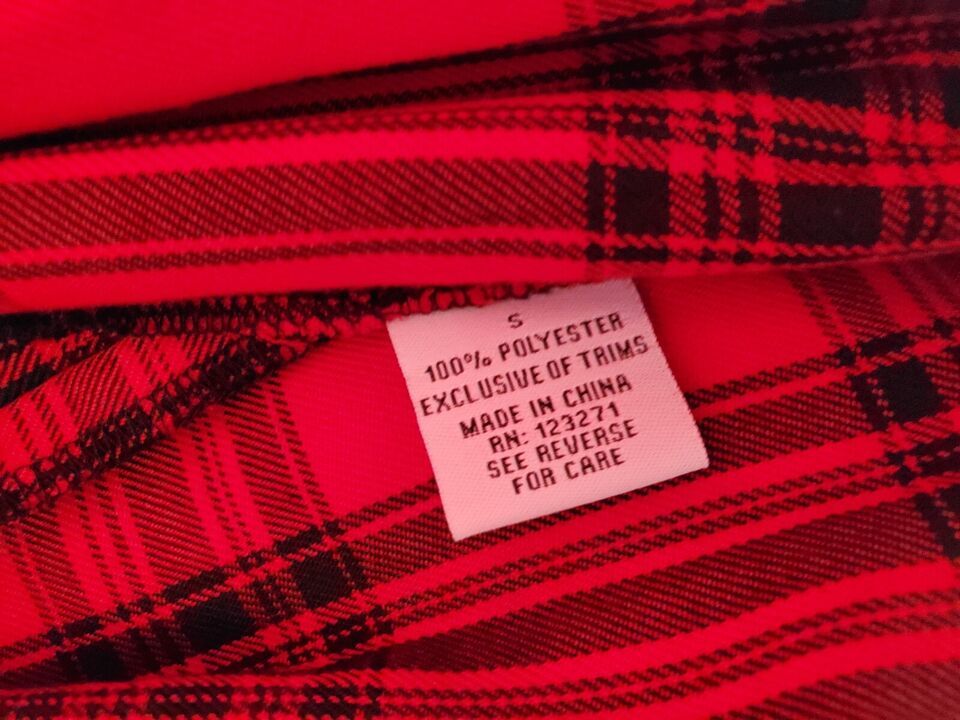 S
100% POLYESTER
EXCLUSIVE OF TRIMS
MADE IN CHINA
RN: 123271
SEE REVERSE
FOR CARE